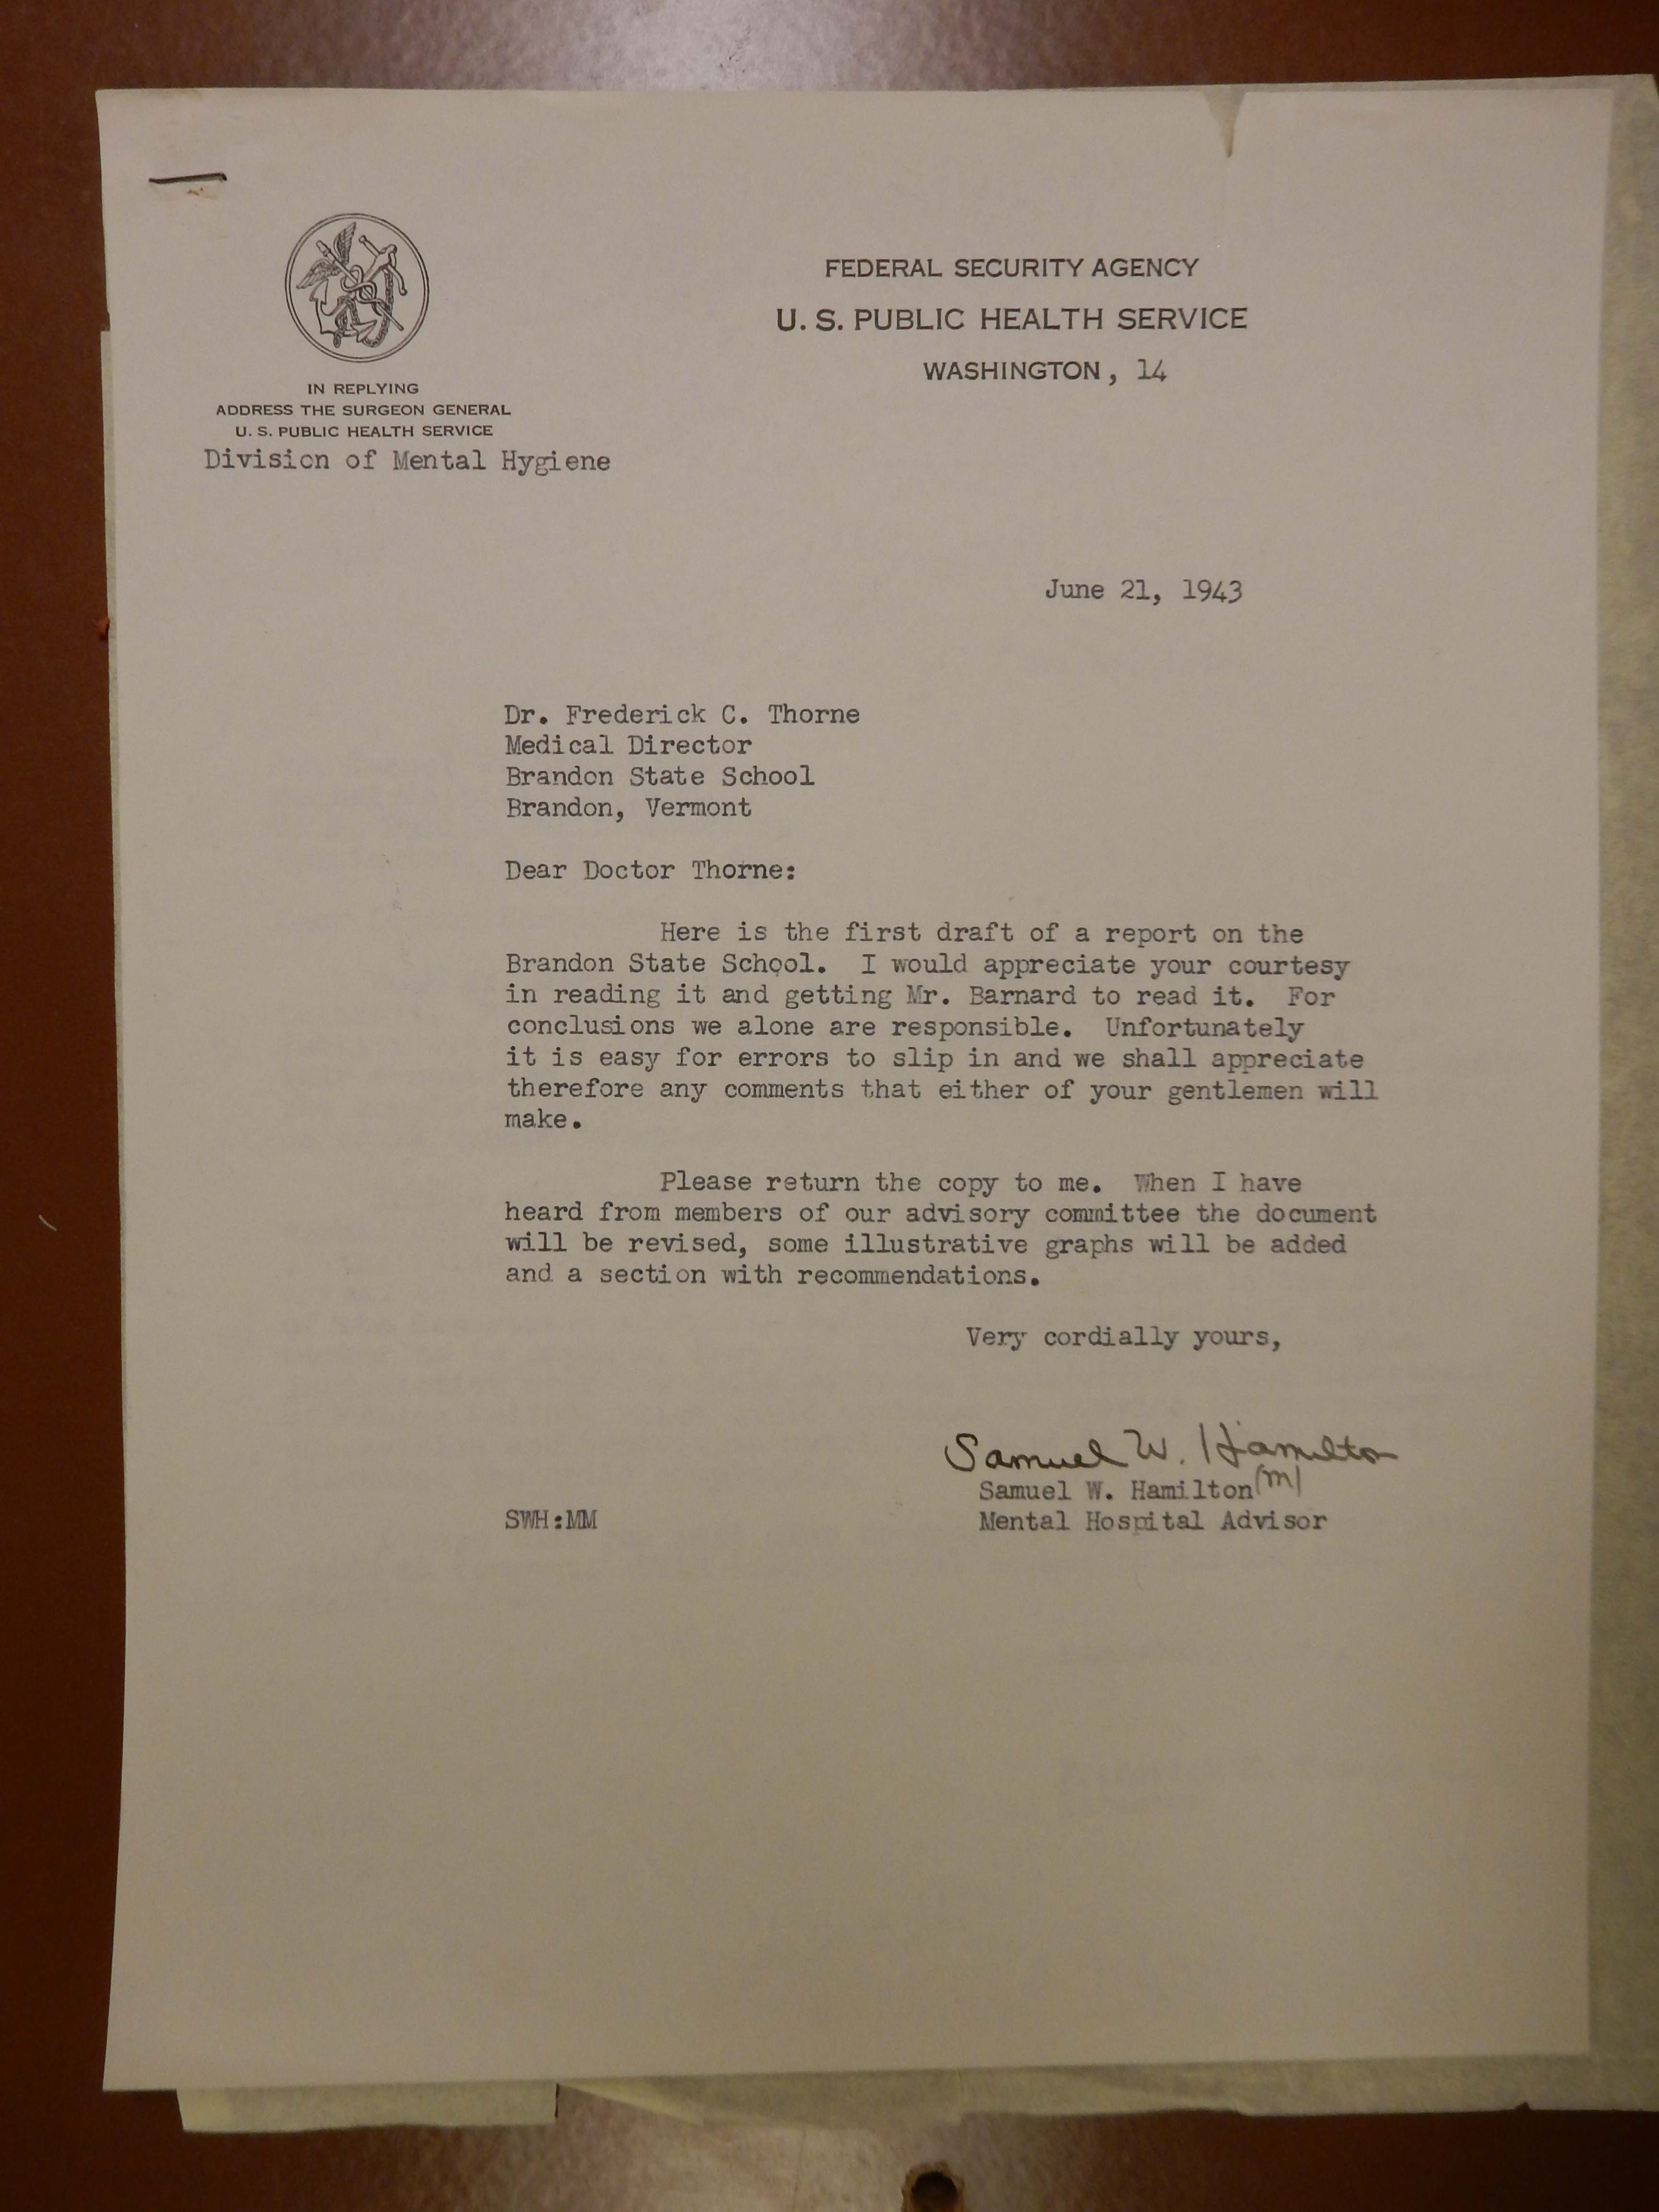 FEDERAL SECURITY AGENCY
U. S. PUBLIC HEALTH SERVICE
WASHINGTON, 14
IN REPLYING
ADDRESS THE SURGEON GENERAL
U. S. PUBLIC HEALTH SERVICE
Division of Mental Hygiene
June 21, 1943
Dr. Frederick C. Thorne
Medical Director
Brandon State School
Brandon, Vermont
Dear Doctor Thorne:
Here is the first draft of a report on the
Brandon State School. I would appreciate your courtesy
in reading it and getting Mr. Barnard to read it. For
conclusions we alone are responsible. Unfortunately
it is easy for errors to slip in and we shall appreciate
therefore any comments that either of your gentlemen will
make.
Please return the copy to me. When I have
heard from members of our advisory committee the document
will be revised, some illustrative graphs will be added
and a section with recommendations.
Very cordially yours,
Samuel W. Hamilton
Samuel W. Hamilton (M)
SWH:MM Mental Hospital Advisor